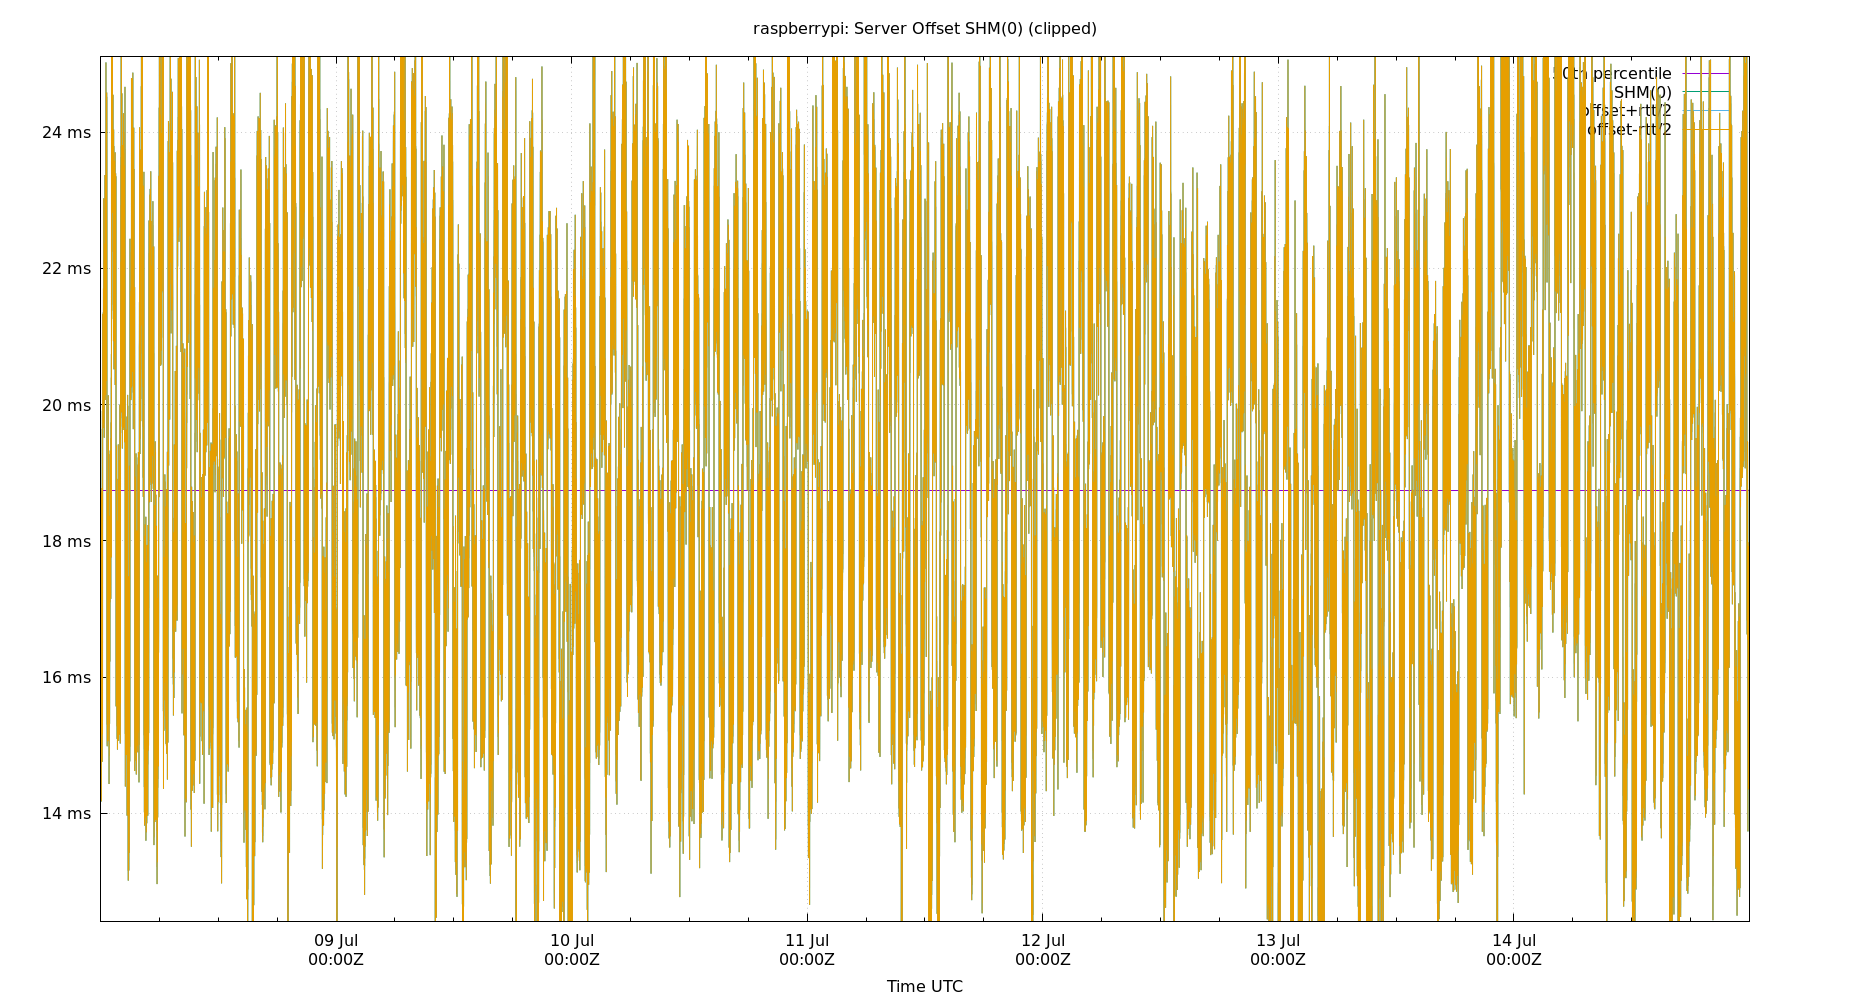 raspberrypi: Server Offset SHM(0) (clipped)
50th percentile
SHM(0)
offset+rtt/2
offset-rtt/2
24 ms
22 ms
20 ms
18 ms
16 ms
14 ms
09 Jul 10 Jul 11 Jul 12 Jul 13 Jul 14 Jul
00:00Z 00:00Z 00:00Z 00:00Z 00:00Z 00:00Z
Time UTC